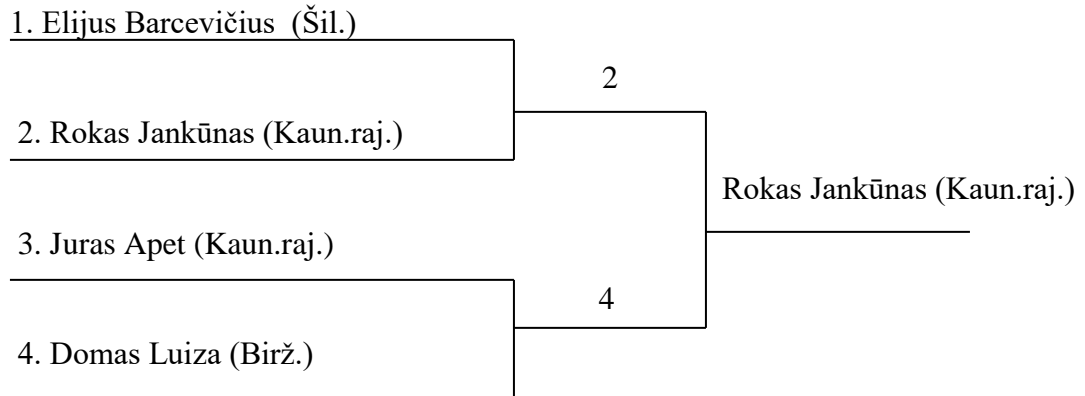 1. Elijus Barcevičius (Šil.)
2
2. Rokas Jankūnas (Kaun.raj.)
Rokas Jankūnas (Kaun.raj.)
3. Juras Apet (Kaun.raj.)
4
4. Domas Luiza (Birž.)